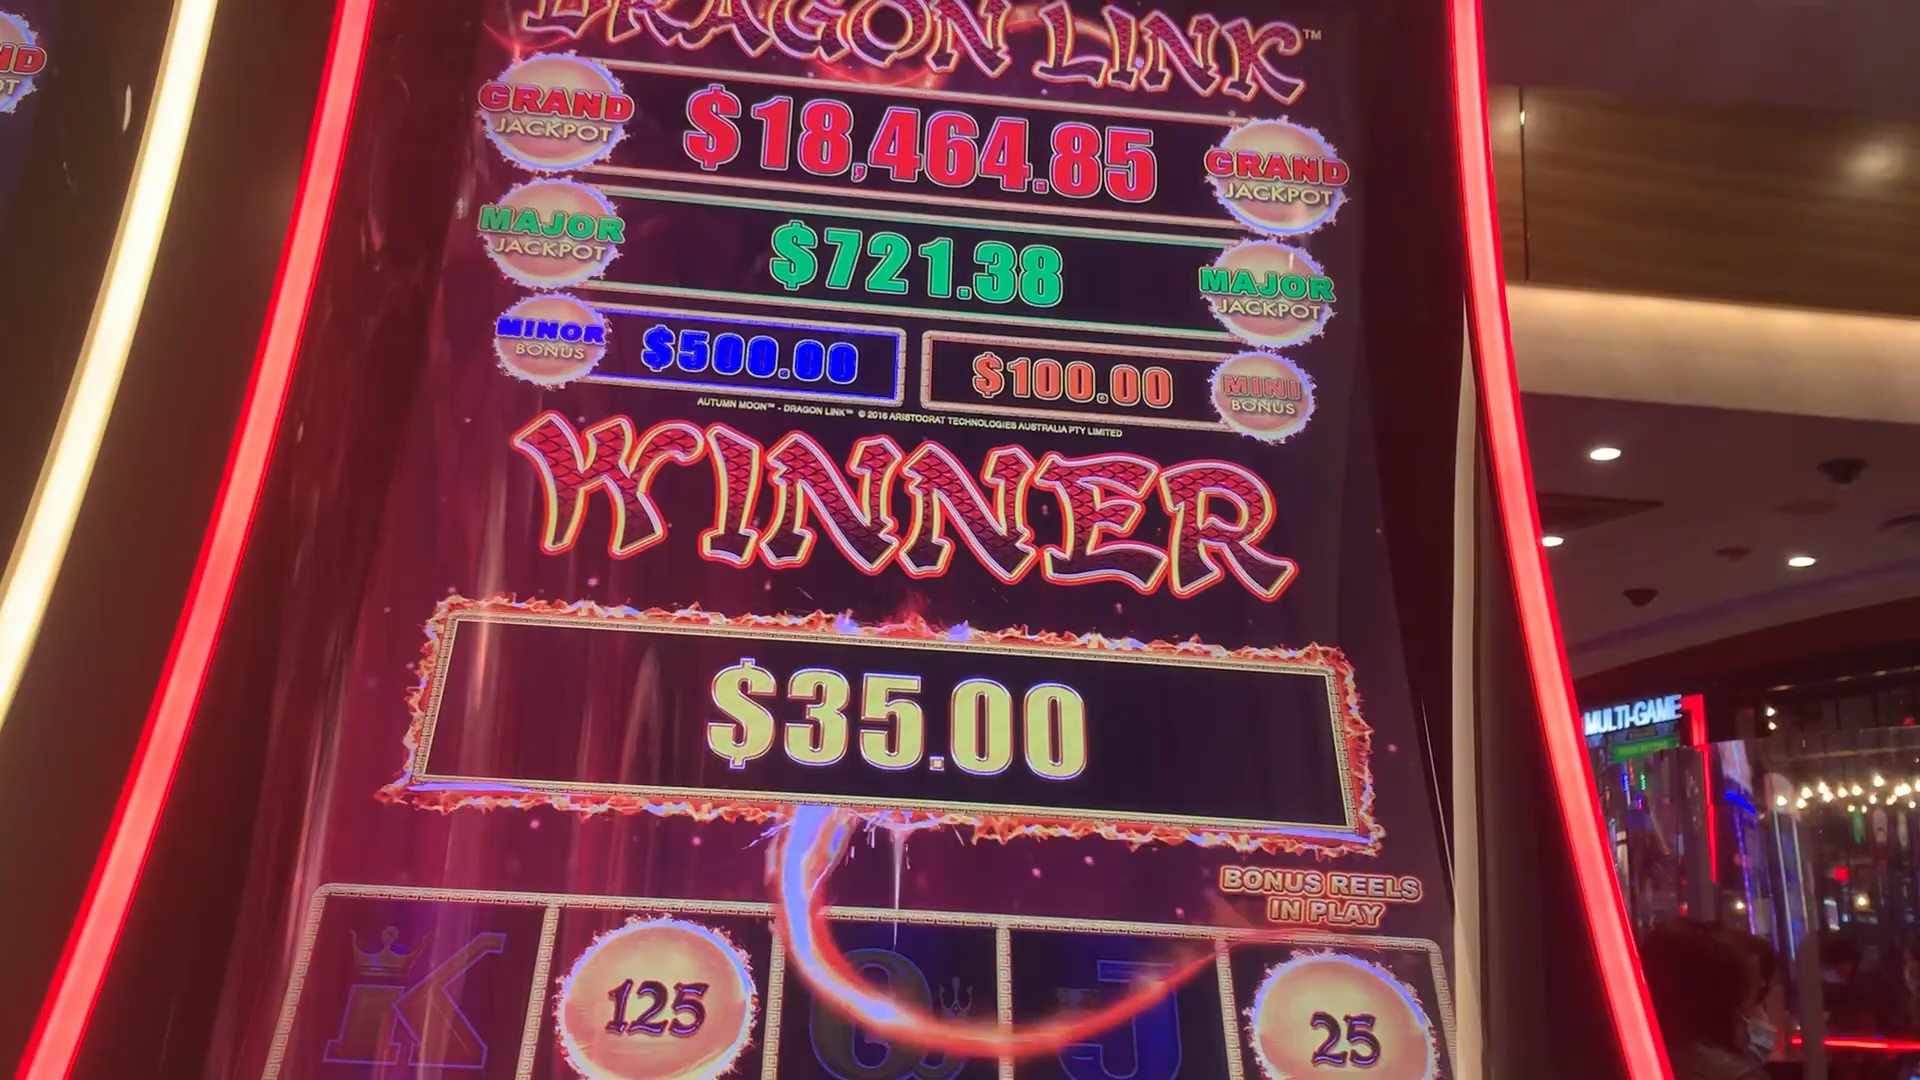 DRAGON LINK™
GRAND JACKPOT
$18,464.85
GRAND JACKPOT
MAJOR JACKPOT
$721.38
MAJOR JACKPOT
MINOR BONUS
$500.00
$100.00
MINI BONUS
AUTUMN MOON™ - DRAGON LINK™ © 2016 ARISTOCRAT TECHNOLOGIES AUSTRALIA PTY LIMITED
WINNER
$35.00
MULTI-GAME
BONUS REELS
IN PLAY
K
125
Q
J
25